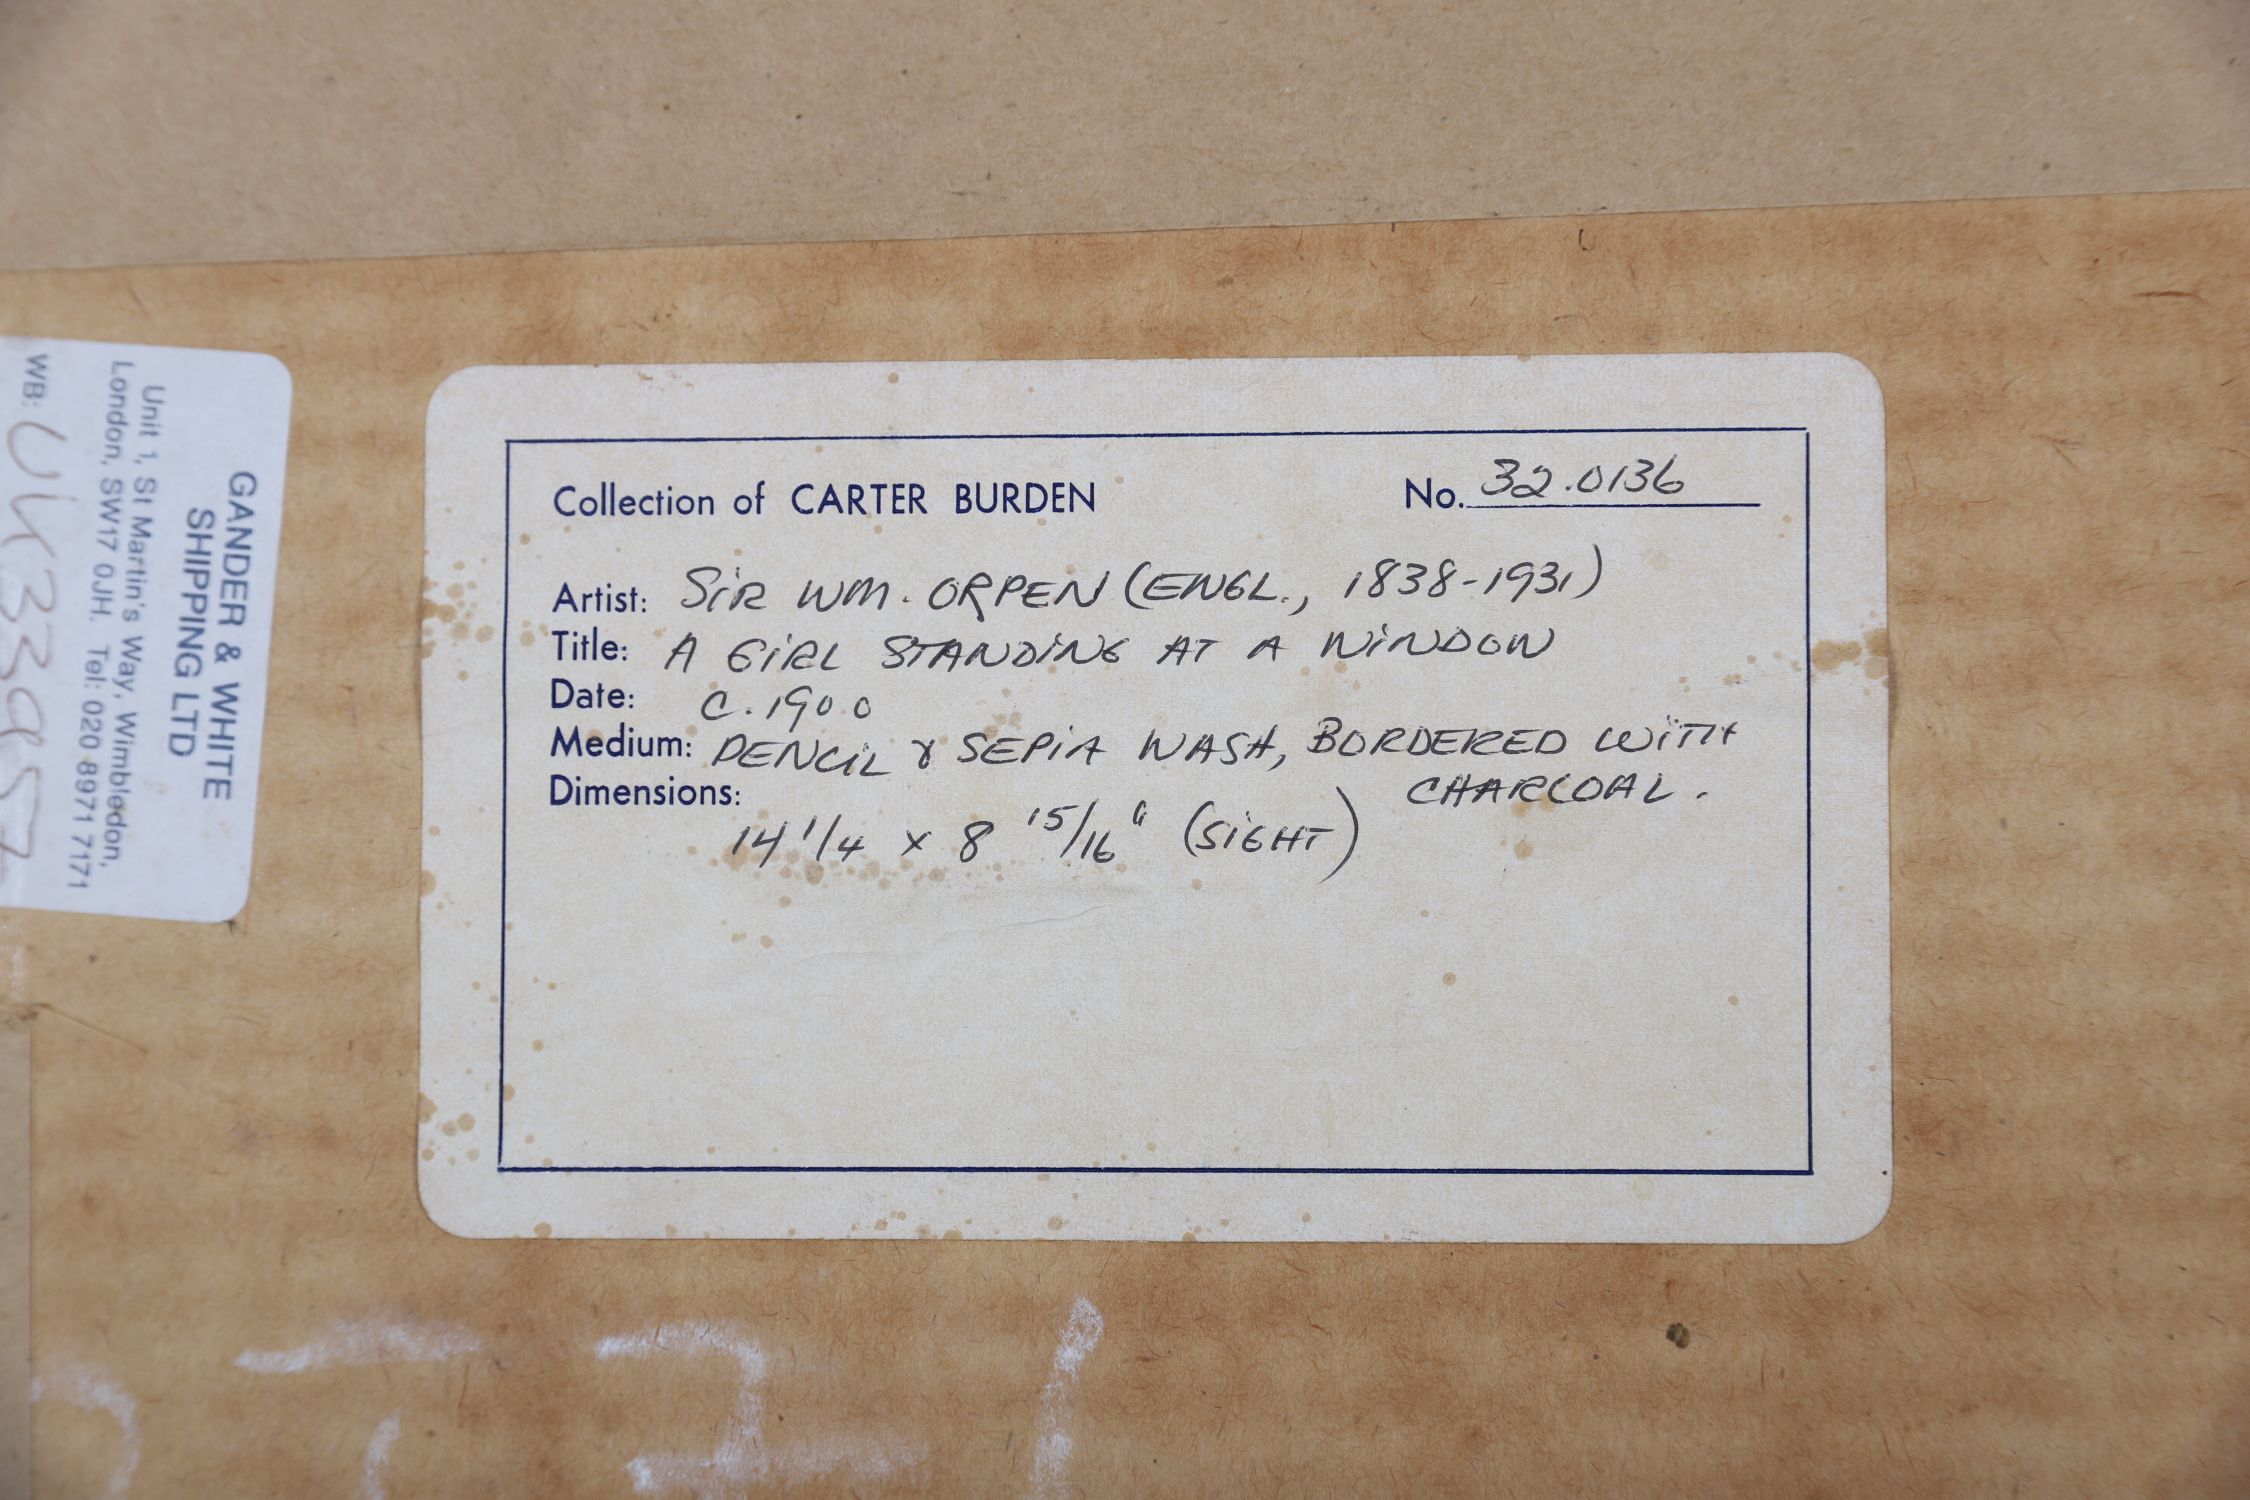 Collection of CARTER BURDEN No. 32.0136
Artist: SIR WM. ORPEN (ENGL., 1838-1931)
Title: A GIRL STANDING AT A WINDOW
Date: C. 1900
Medium: PENCIL & SEPIA WASH, BORDERED WITH
CHARCOAL.
Dimensions:
14 1/4 x 8 15/16" (SIGHT)
GANDER & WHITE
SHIPPING LTD
Unit 1, St Martin's Way, Wimbledon,
London, SW17 0JH. Tel: 020 8971 7171
WB: UK